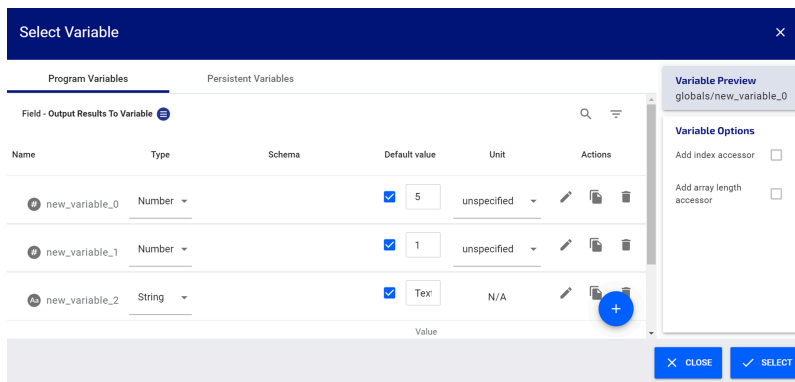 Select Variable
Program Variables Persistent Variables
Field - Output Results To Variable
Name Type Schema Default value Unit Actions
# new_variable_0 Number 5 unspecified
# new_variable_1 Number 1 unspecified
Aa new_variable_2 String Text N/A
Value
Variable Preview
globals/new_variable_0
Variable Options
Add index accessor
Add array length
accessor
CLOSE SELECT